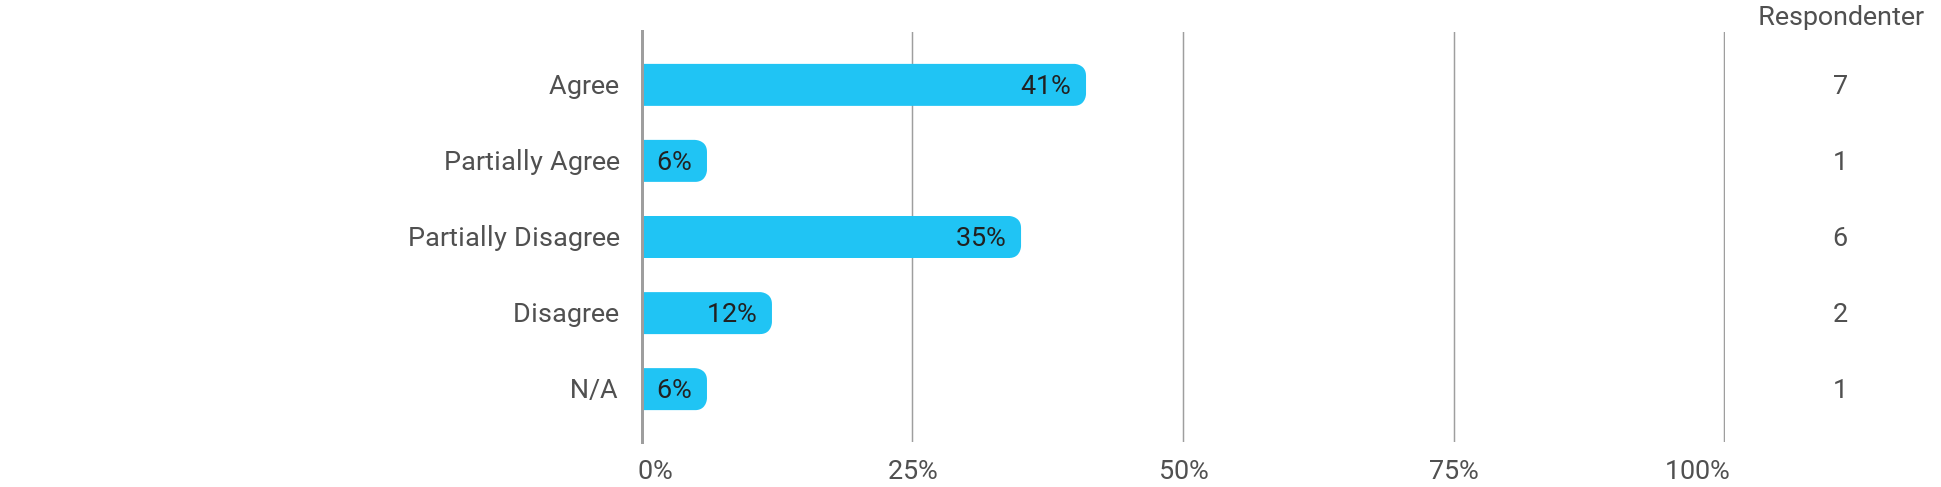 Respondenter
Agree 41% 7
Partially Agree 6% 1
Partially Disagree 35% 6
Disagree 12% 2
N/A 6% 1
0% 25% 50% 75% 100%